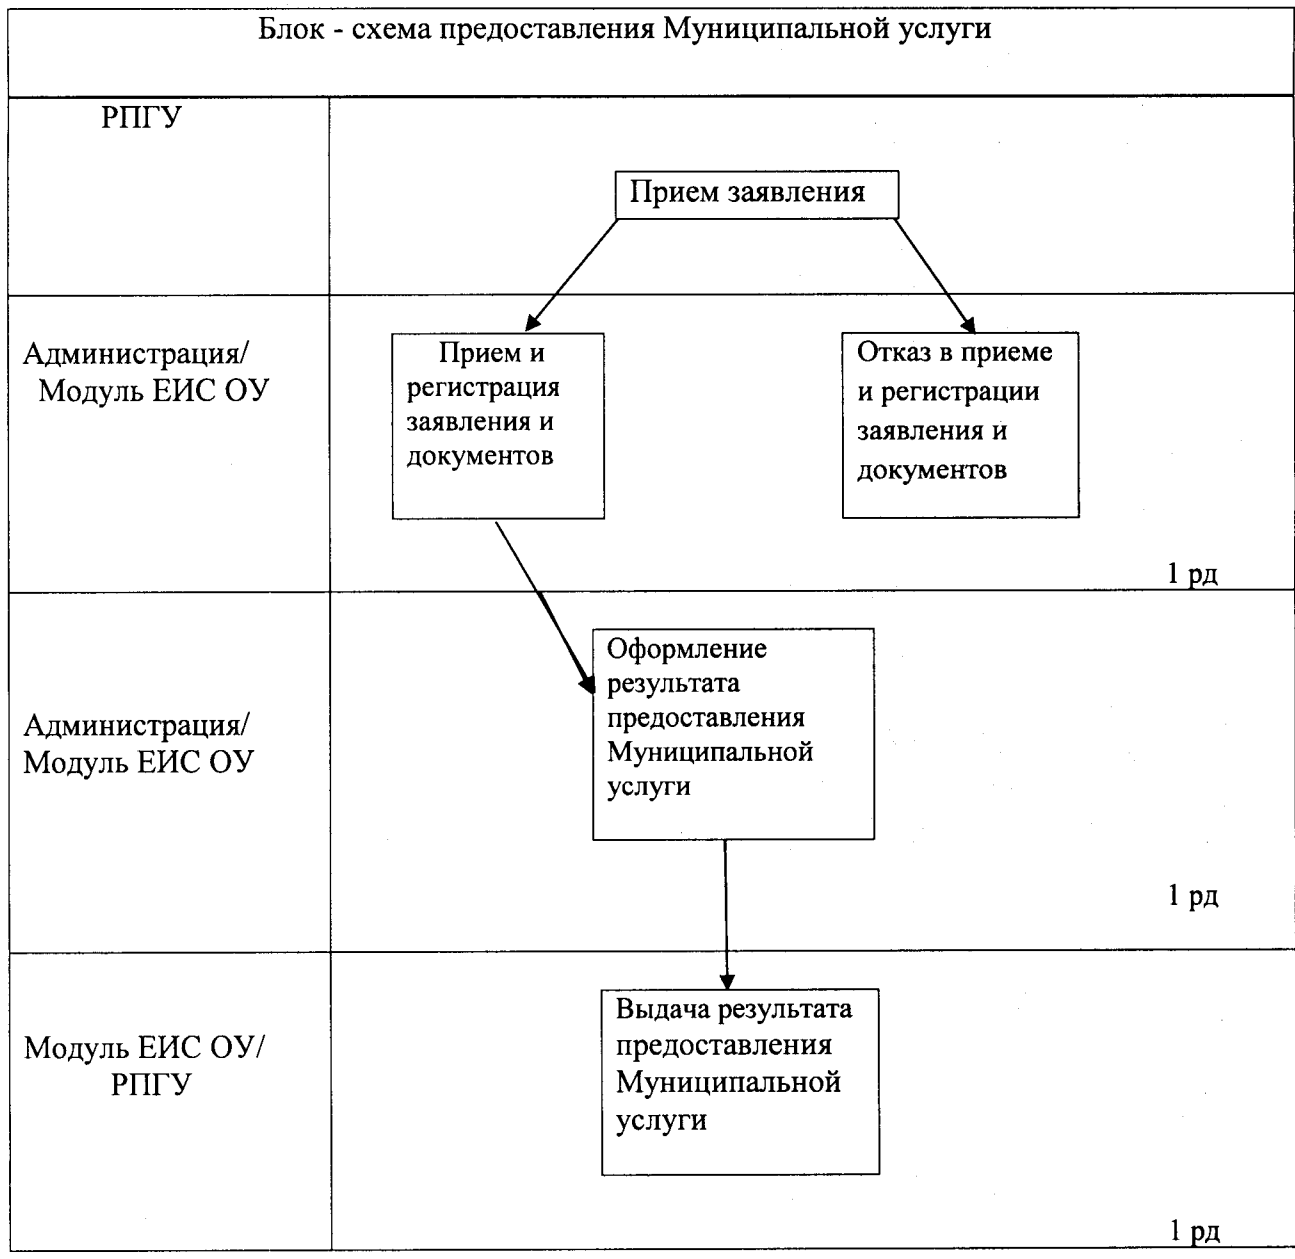 Блок - схема предоставления Муниципальной услуги
РПГУ
Прием заявления
Администрация/
Модуль ЕИС ОУ
Прием и
регистрация
заявления и
документов
Отказ в приеме
и регистрации
заявления и
документов
1 рд
Администрация/
Модуль ЕИС ОУ
Оформление
результата
предоставления
Муниципальной
услуги
1 рд
Модуль ЕИС ОУ/
РПГУ
Выдача результата
предоставления
Муниципальной
услуги
1 рд